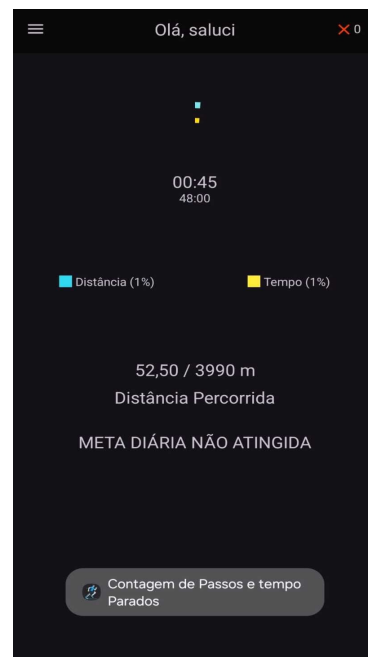 Olá, saluci
0
00:45
48:00
Distância (1%)
Tempo (1%)
52,50 / 3990 m
Distância Percorrida
META DIÁRIA NÃO ATINGIDA
Contagem de Passos e tempo
Parados